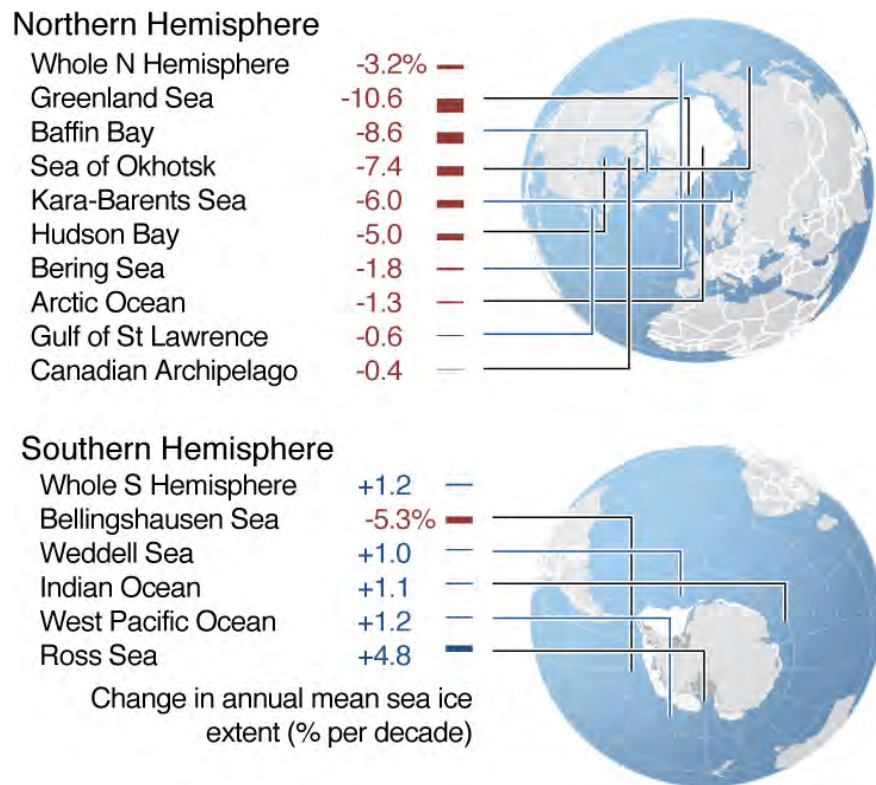 Northern Hemisphere
Whole N Hemisphere -3.2%
Greenland Sea -10.6
Baffin Bay -8.6
Sea of Okhotsk -7.4
Kara-Barents Sea -6.0
Hudson Bay -5.0
Bering Sea -1.8
Arctic Ocean -1.3
Gulf of St Lawrence -0.6
Canadian Archipelago -0.4
Southern Hemisphere
Whole S Hemisphere +1.2
Bellingshausen Sea -5.3%
Weddell Sea +1.0
Indian Ocean +1.1
West Pacific Ocean +1.2
Ross Sea +4.8
Change in annual mean sea ice
extent (% per decade)